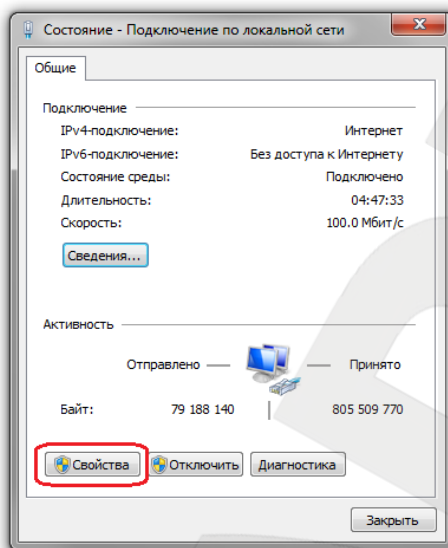 Состояние - Подключение по локальной сети
Общие
Подключение
IPv4-подключение: Интернет
IPv6-подключение: Без доступа к Интернету
Состояние среды: Подключено
Длительность: 04:47:33
Скорость: 100.0 Мбит/с
Сведения...
Активность
Отправлено — — Принято
Байт: 79 188 140 | 805 509 770
Свойства Отключить Диагностика
Закрыть